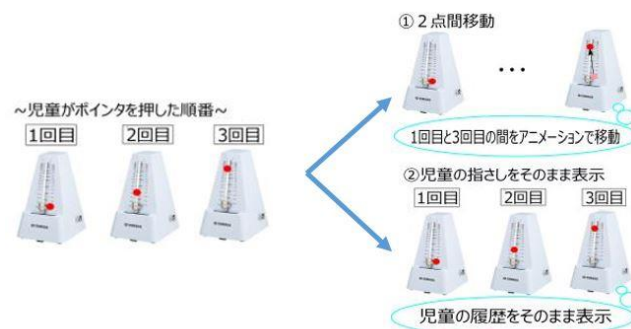 ～児童がポインタを押した順番～
1回目
2回目
3回目
①２点間移動
…
1回目と3回目の間をアニメーションで移動
②児童の指さしをそのまま表示
1回目
2回目
3回目
児童の履歴をそのまま表示